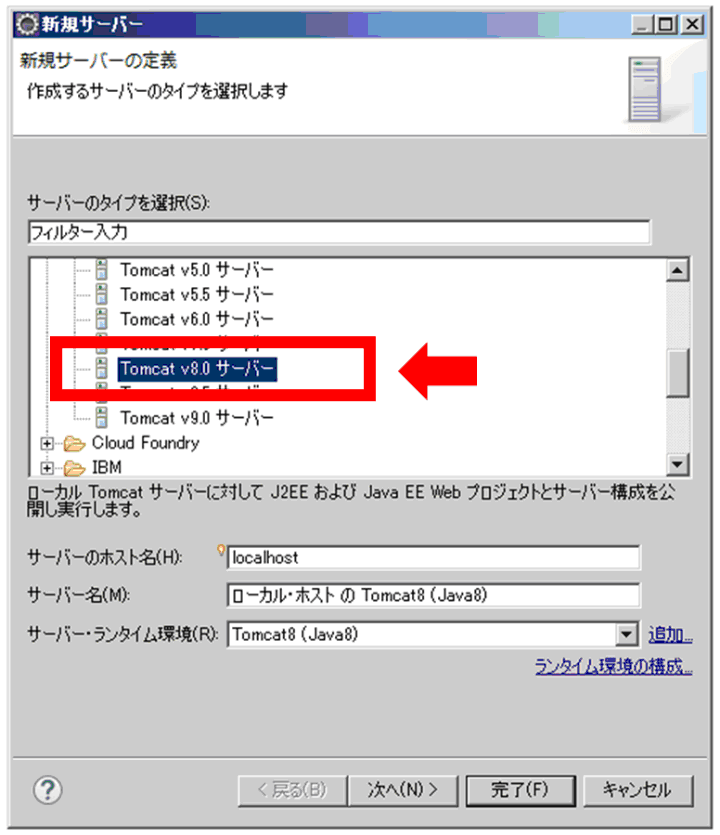 新規サーバー
新規サーバーの定義
作成するサーバーのタイプを選択します
サーバーのタイプを選択(S):
フィルター入力
Tomcat v5.0 サーバー
Tomcat v5.5 サーバー
Tomcat v6.0 サーバー
Tomcat v8.0 サーバー
Tomcat v9.0 サーバー
Cloud Foundry
IBM
ローカル Tomcat サーバーに対して J2EE および Java EE Web プロジェクトとサーバー構成を公
開し実行します。
サーバーのホスト名(H): localhost
サーバー名(M): ローカル・ホスト の Tomcat8 (Java8)
サーバー・ランタイム環境(R): Tomcat8 (Java8) 追加...
ランタイム環境の構成...
? < 戻る(B) 次へ(N) > 完了(F) キャンセル